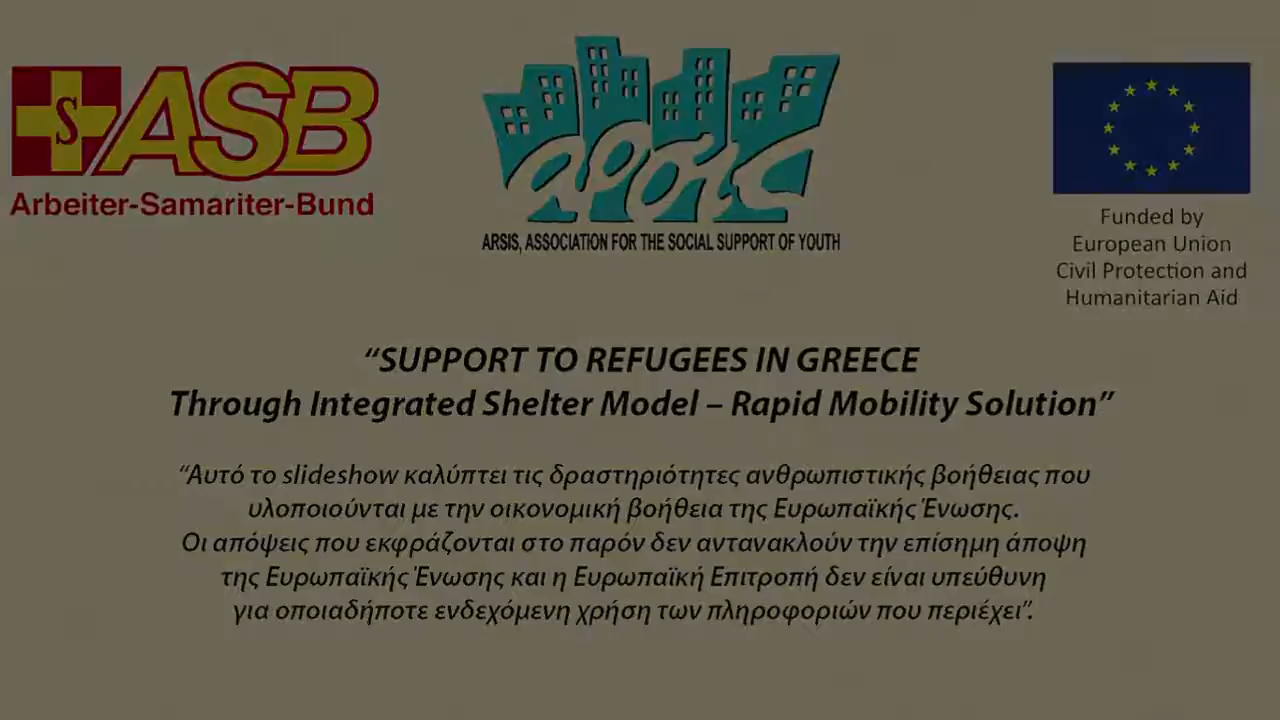 S ASB
Arbeiter-Samariter-Bund
αρσις
ARSIS, ASSOCIATION FOR THE SOCIAL SUPPORT OF YOUTH
Funded by
European Union
Civil Protection and
Humanitarian Aid
“SUPPORT TO REFUGEES IN GREECE
Through Integrated Shelter Model – Rapid Mobility Solution”
“Αυτό το slideshow καλύπτει τις δραστηριότητες ανθρωπιστικής βοήθειας που
υλοποιούνται με την οικονομική βοήθεια της Ευρωπαϊκής Ένωσης.
Οι απόψεις που εκφράζονται στο παρόν δεν αντανακλούν την επίσημη άποψη
της Ευρωπαϊκής Ένωσης και η Ευρωπαϊκή Επιτροπή δεν είναι υπεύθυνη
για οποιαδήποτε ενδεχόμενη χρήση των πληροφοριών που περιέχει”.